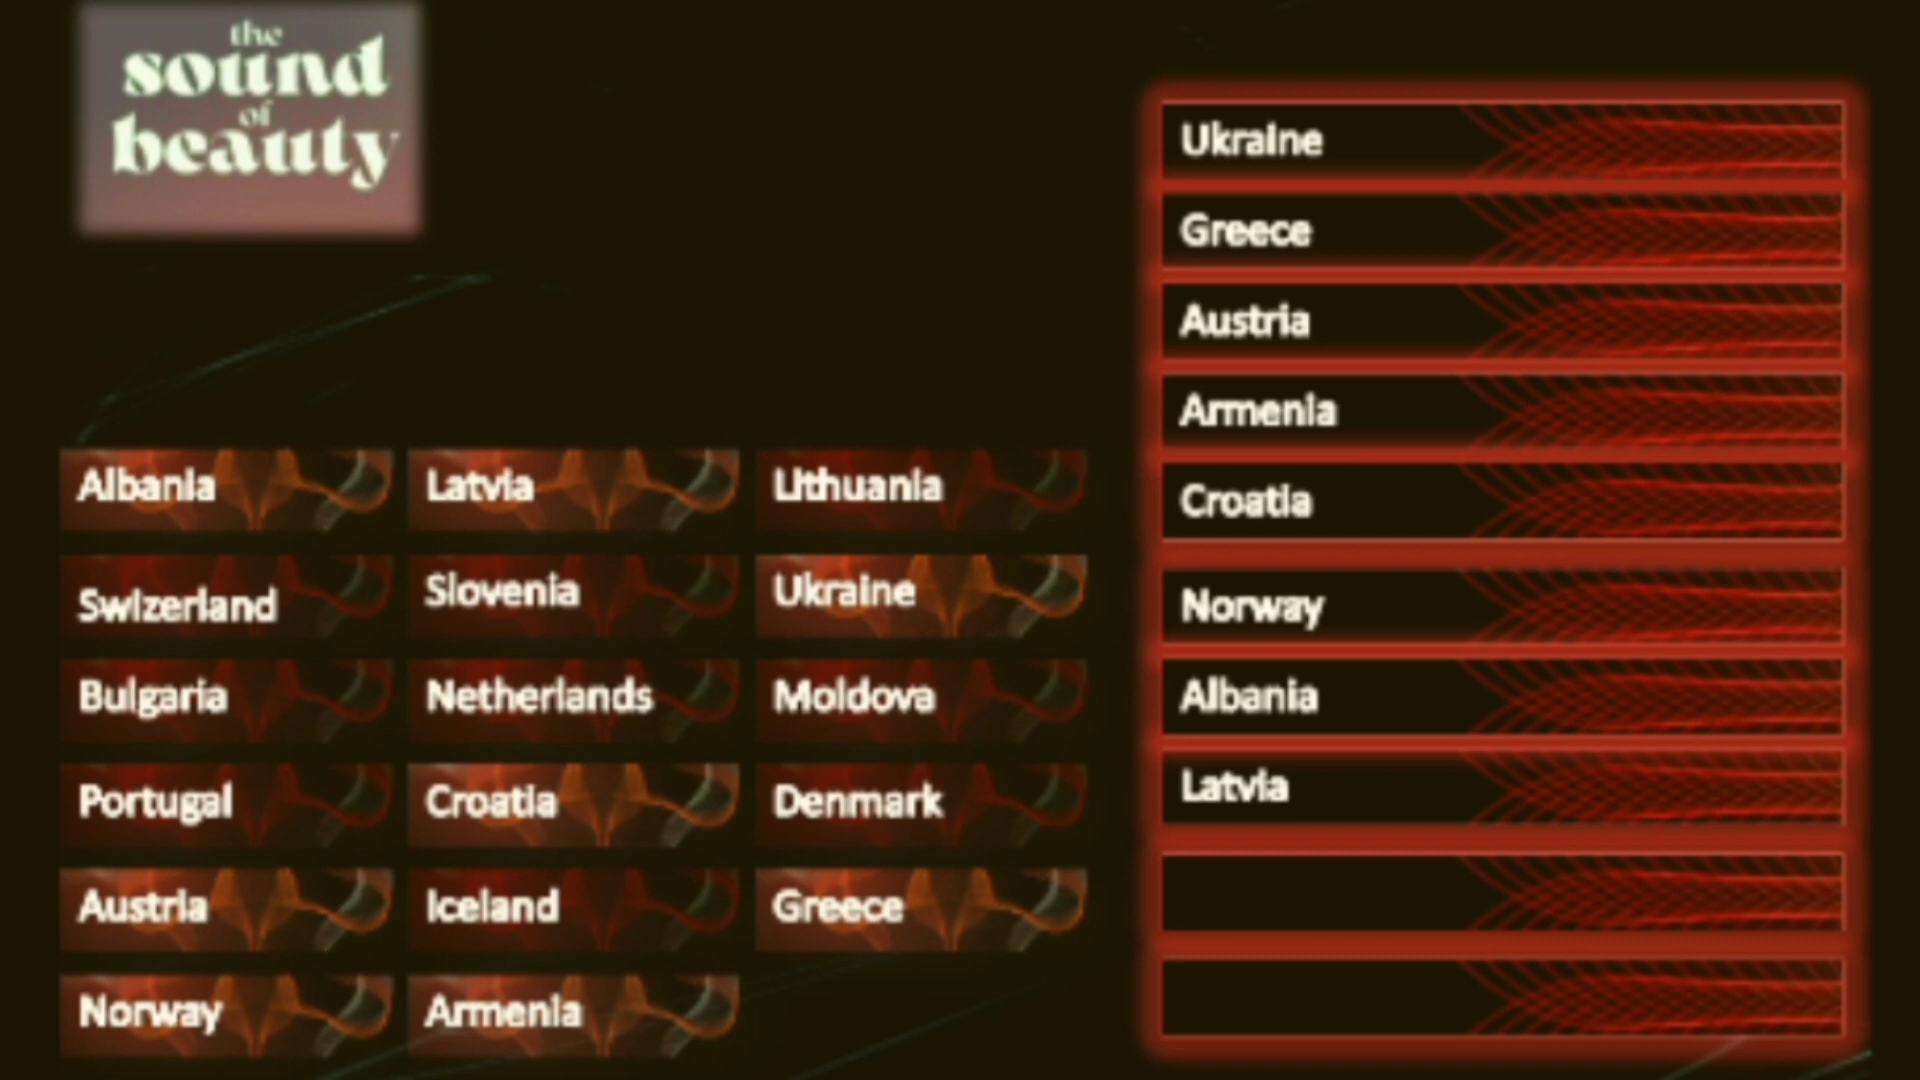 the
sound
of
beauty
Albania
Latvia
Lithuania
Swizerland
Slovenia
Ukraine
Bulgaria
Netherlands
Moldova
Portugal
Croatia
Denmark
Austria
Iceland
Greece
Norway
Armenia
Ukraine
Greece
Austria
Armenia
Croatia
Norway
Albania
Latvia